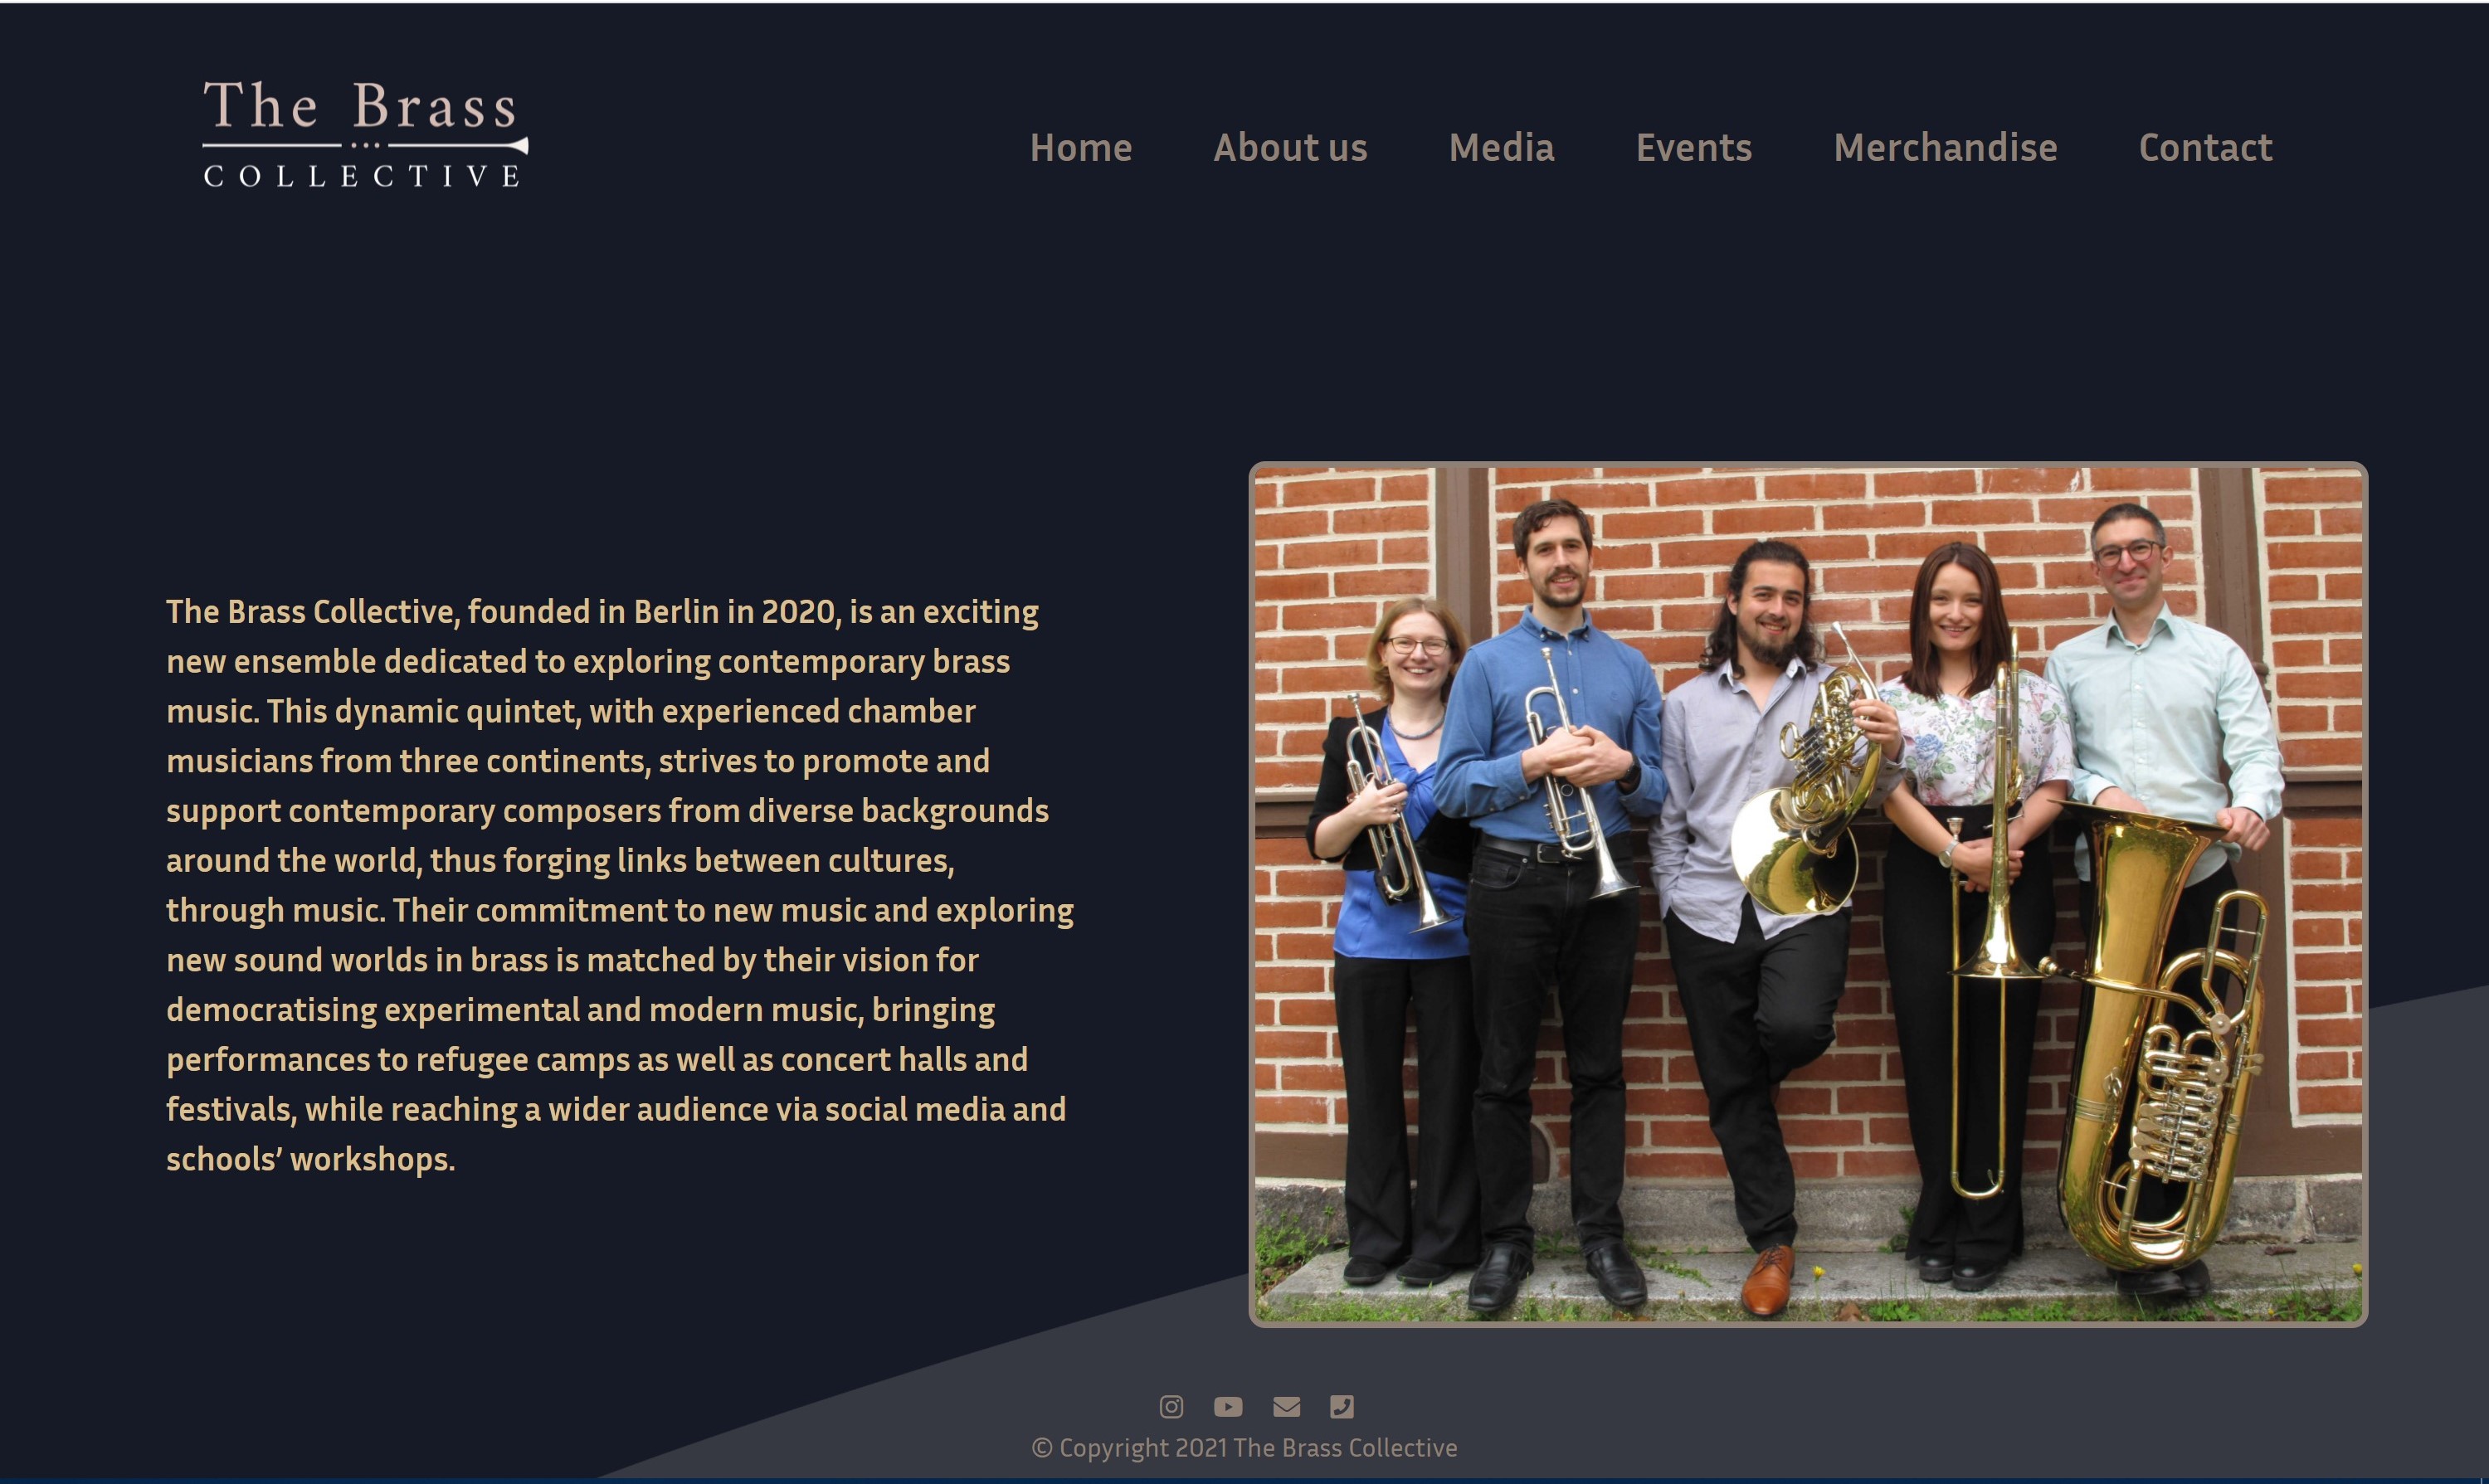 The Brass
COLLECTIVE
Home About us Media Events Merchandise Contact
The Brass Collective, founded in Berlin in 2020, is an exciting
new ensemble dedicated to exploring contemporary brass
music. This dynamic quintet, with experienced chamber
musicians from three continents, strives to promote and
support contemporary composers from diverse backgrounds
around the world, thus forging links between cultures,
through music. Their commitment to new music and exploring
new sound worlds in brass is matched by their vision for
democratising experimental and modern music, bringing
performances to refugee camps as well as concert halls and
festivals, while reaching a wider audience via social media and
schools’ workshops.
© Copyright 2021 The Brass Collective